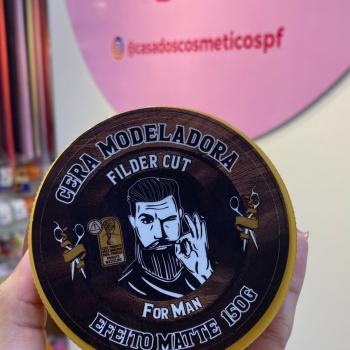 @casadoscosmeticospf
CERA MODELADORA
FILDER CUT
FOR MAN
EFEITO MATTE 150G